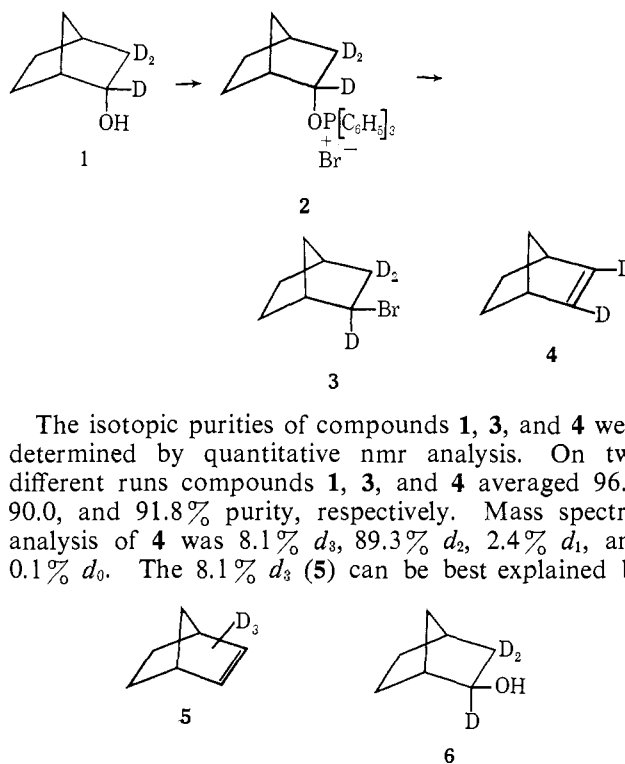 D₂
D
OH
1
→
D₂
D
OP[C₆H₅]₃
+
Br⁻
2
→
D₂
Br
D
3
D
D
4
The isotopic purities of compounds 1, 3, and 4 we
determined by quantitative nmr analysis. On tw
different runs compounds 1, 3, and 4 averaged 96.
90.0, and 91.8% purity, respectively. Mass spectr
analysis of 4 was 8.1% d₃, 89.3% d₂, 2.4% d₁, an
0.1% d₀. The 8.1% d₃ (5) can be best explained b
D₃
5
D₂
OH
D
6